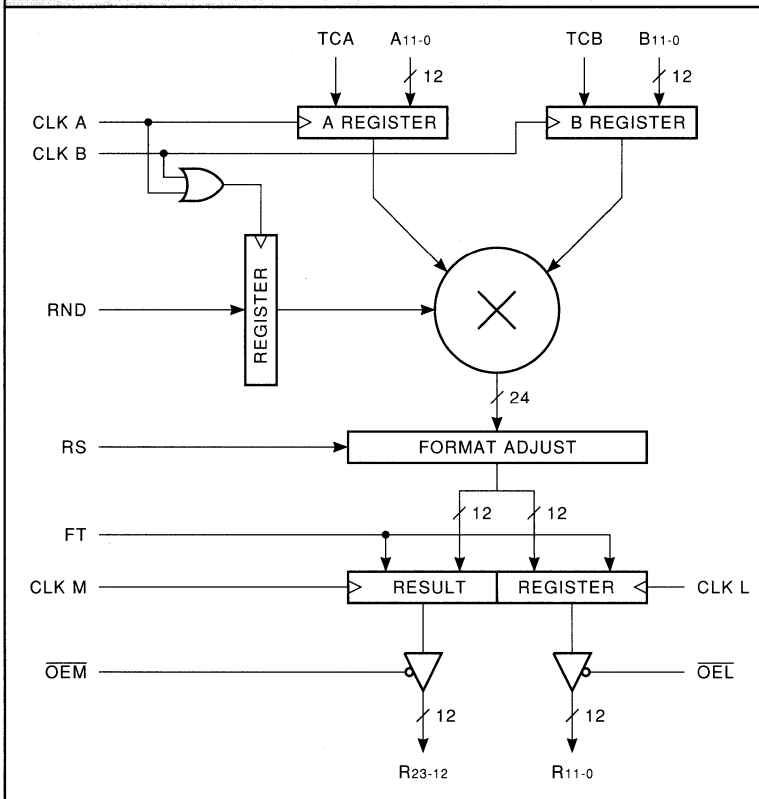 TCA A11-0 TCB B11-0
12 12
CLK A A REGISTER B REGISTER
CLK B
RND REGISTER
24
RS FORMAT ADJUST
12 12
FT
CLK M RESULT REGISTER CLK L
OEM OEL
12 12
R23-12 R11-0